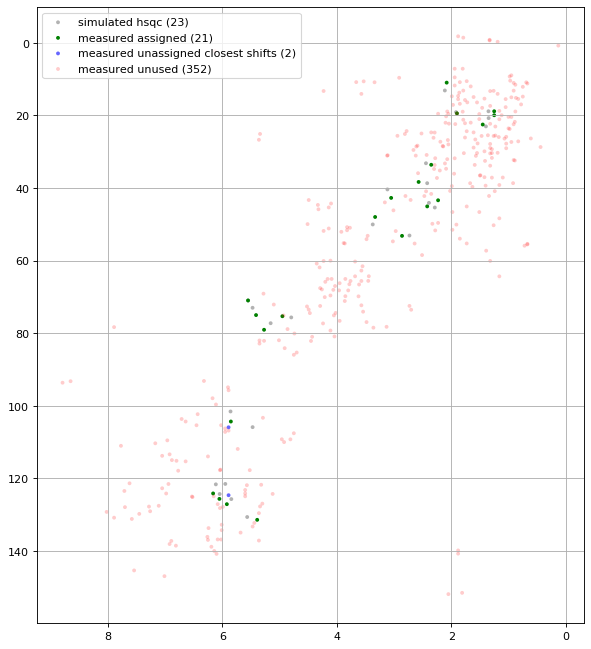 simulated hsqc (23)
measured assigned (21)
measured unassigned closest shifts (2)
measured unused (352)
0
20
40
60
80
100
120
140
8 6 4 2 0